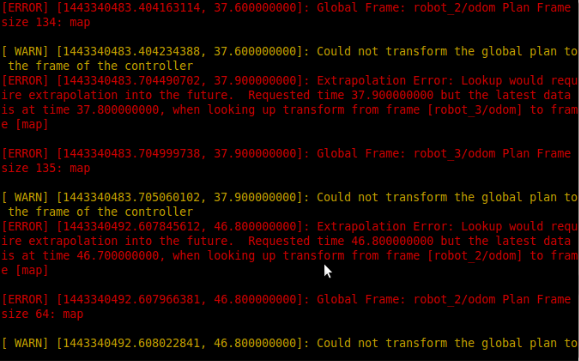 [ERROR] [1443340483.404163114, 37.600000000]: Global Frame: robot_2/odom Plan Frame
size 134: map
[ WARN] [1443340483.404234388, 37.600000000]: Could not transform the global plan to
the frame of the controller
[ERROR] [1443340483.704490702, 37.900000000]: Extrapolation Error: Lookup would requ
ire extrapolation into the future.  Requested time 37.900000000 but the latest data
is at time 37.800000000, when looking up transform from frame [robot_3/odom] to fram
e [map]
[ERROR] [1443340483.704999738, 37.900000000]: Global Frame: robot_3/odom Plan Frame
size 135: map
[ WARN] [1443340483.705060102, 37.900000000]: Could not transform the global plan to
the frame of the controller
[ERROR] [1443340492.607845612, 46.800000000]: Extrapolation Error: Lookup would requ
ire extrapolation into the future.  Requested time 46.800000000 but the latest data
is at time 46.700000000, when looking up transform from frame [robot_2/odom] to fram
e [map]
[ERROR] [1443340492.607966381, 46.800000000]: Global Frame: robot_2/odom Plan Frame
size 64: map
[ WARN] [1443340492.608022841, 46.800000000]: Could not transform the global plan to